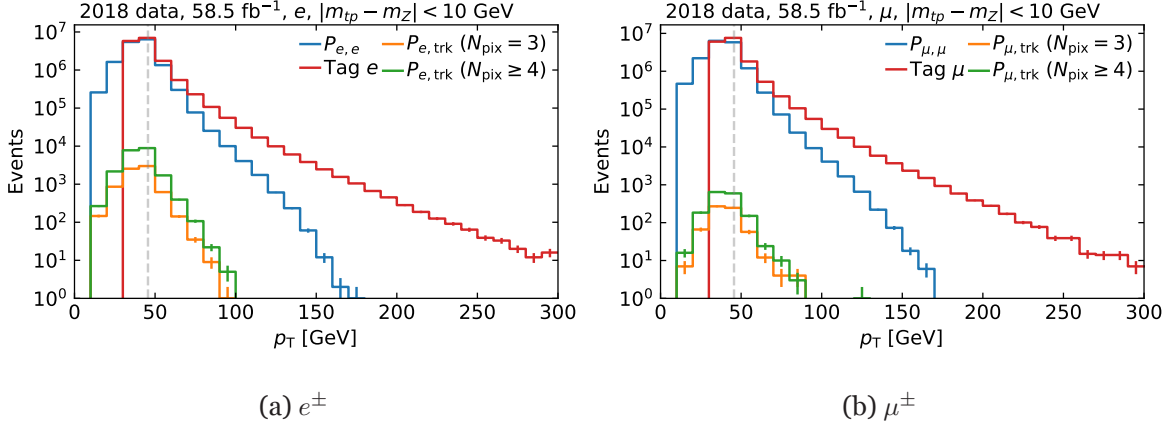 2018 data, 58.5 fb⁻¹, e, |m_tp − m_Z| < 10 GeV
10⁷
10⁶
10⁵
10⁴
10³
10²
10¹
10⁰
Events
P_e, e
Tag e
P_e, trk (N_pix = 3)
P_e, trk (N_pix ≥ 4)
0 50 100 150 200 250 300
p_T [GeV]
(a) e^±
2018 data, 58.5 fb⁻¹, μ, |m_tp − m_Z| < 10 GeV
10⁷
10⁶
10⁵
10⁴
10³
10²
10¹
10⁰
Events
P_μ, μ
Tag μ
P_μ, trk (N_pix = 3)
P_μ, trk (N_pix ≥ 4)
0 50 100 150 200 250 300
p_T [GeV]
(b) μ^±